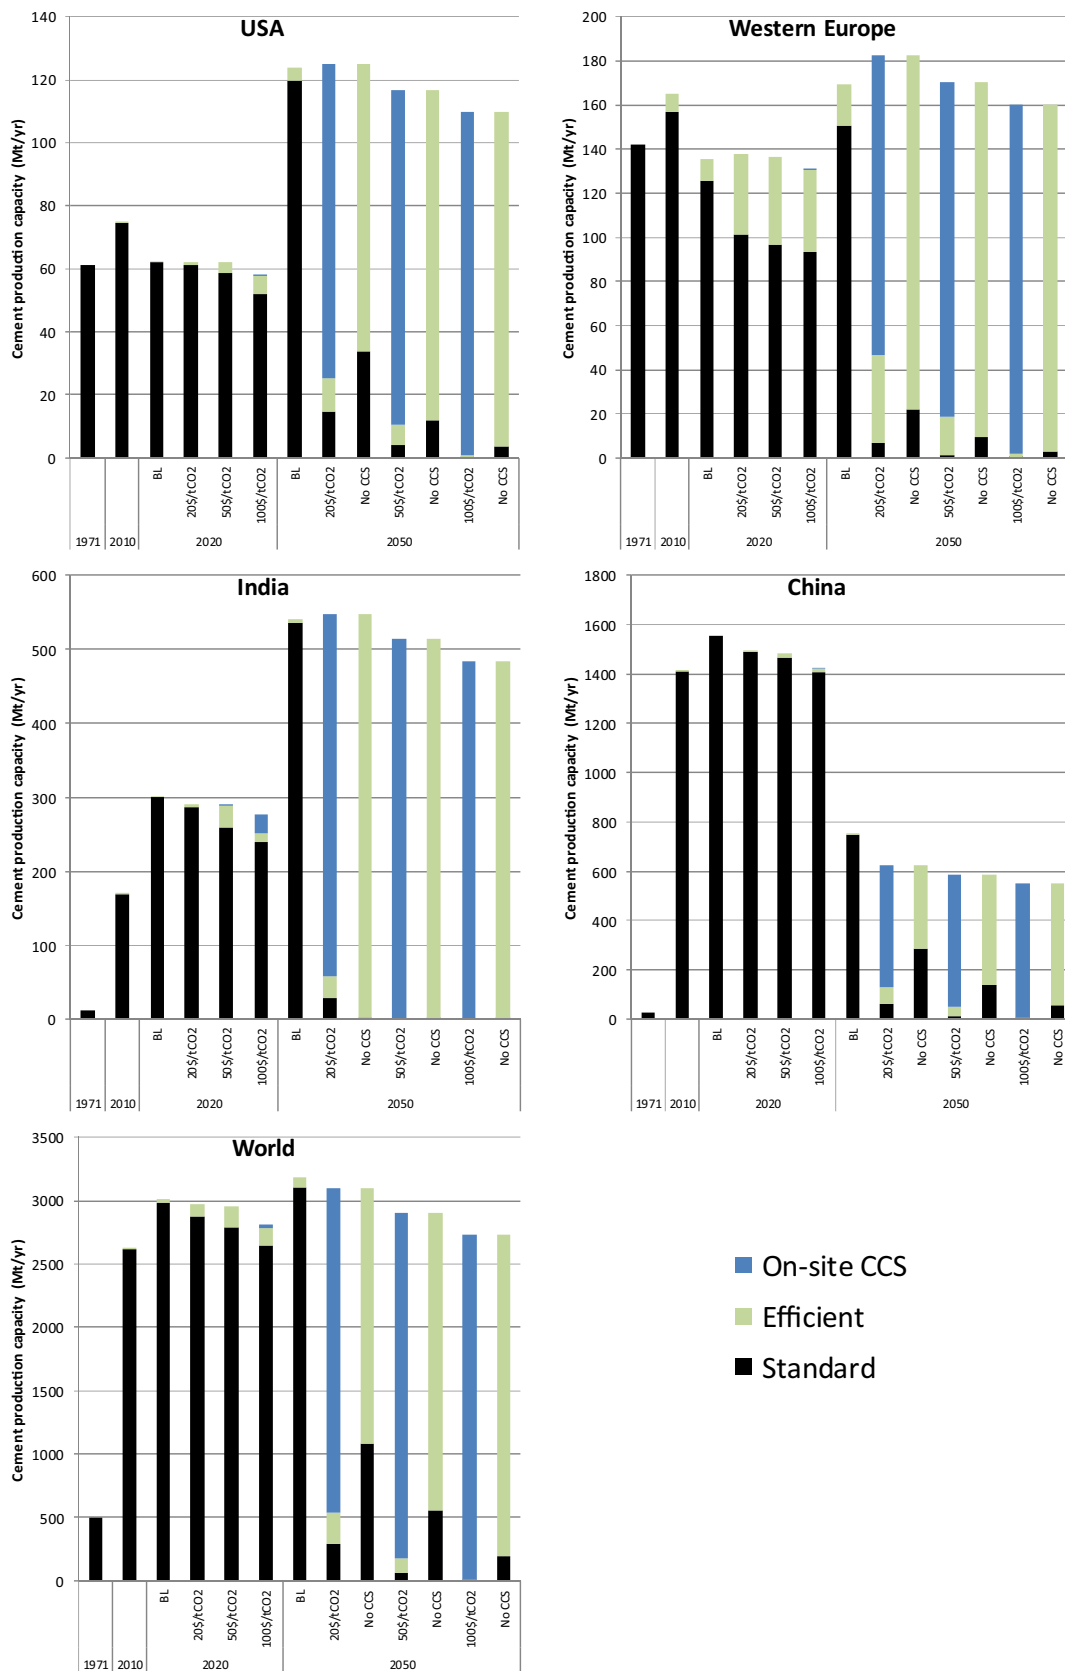 USA
Cement production capacity (Mt/yr)
140
120
100
80
60
40
20
0
BL
20$/tCO2
50$/tCO2
100$/tCO2
BL
20$/tCO2
No CCS
50$/tCO2
No CCS
100$/tCO2
No CCS
1971
2010
2020
2050
Western Europe
Cement production capacity (Mt/yr)
200
180
160
140
120
100
80
60
40
20
0
BL
20$/tCO2
50$/tCO2
100$/tCO2
BL
20$/tCO2
No CCS
50$/tCO2
No CCS
100$/tCO2
No CCS
1971
2010
2020
2050
India
Cement production capacity (Mt/yr)
600
500
400
300
200
100
0
BL
20$/tCO2
50$/tCO2
100$/tCO2
BL
20$/tCO2
No CCS
50$/tCO2
No CCS
100$/tCO2
No CCS
1971
2010
2020
2050
China
Cement production capacity (Mt/yr)
1800
1600
1400
1200
1000
800
600
400
200
0
BL
20$/tCO2
50$/tCO2
100$/tCO2
BL
20$/tCO2
No CCS
50$/tCO2
No CCS
100$/tCO2
No CCS
1971
2010
2020
2050
World
Cement production capacity (Mt/yr)
3500
3000
2500
2000
1500
1000
500
0
BL
20$/tCO2
50$/tCO2
100$/tCO2
BL
20$/tCO2
No CCS
50$/tCO2
No CCS
100$/tCO2
No CCS
1971
2010
2020
2050
On-site CCS
Efficient
Standard